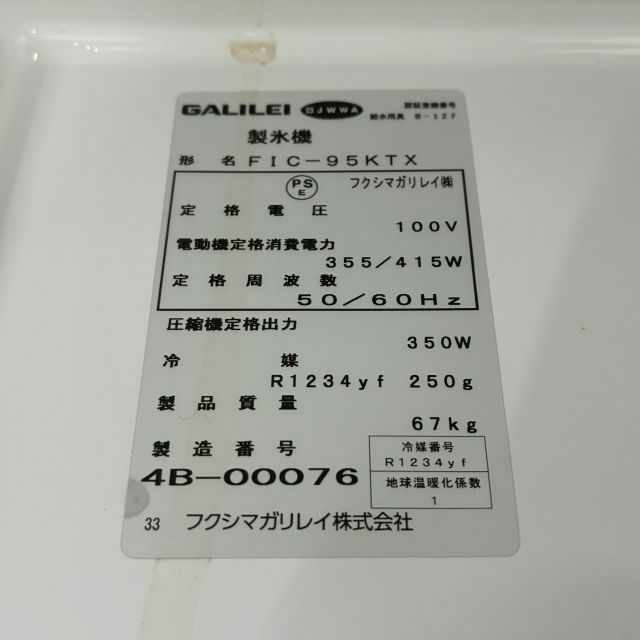 GALILEI JWWA 認証登録番号
給水用具 B-127
製氷機
形名 FIC-95KTX
PSE フクシマガリレイ㈱
定格電圧
100V
電動機定格消費電力
355/415W
定格周波数
50/60Hz
圧縮機定格出力
350W
冷媒
R1234yf 250g
製品質量
67kg
製造番号
4B-00076
冷媒番号
R1234yf
地球温暖化係数
1
33 フクシマガリレイ株式会社